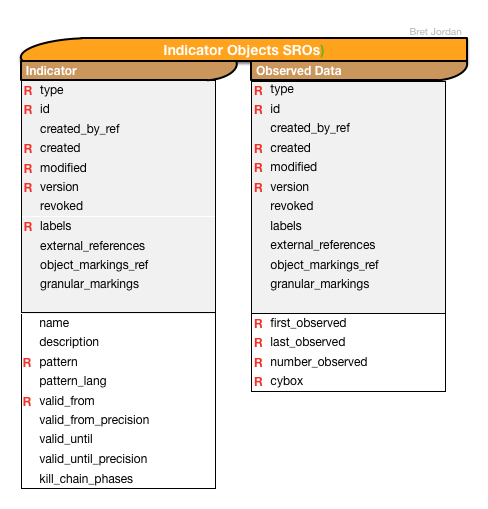 Bret Jordan
Indicator Objects SROs)
Indicator
R type
R id
created_by_ref
R created
R modified
R version
revoked
R labels
external_references
object_markings_ref
granular_markings
name
description
R pattern
pattern_lang
R valid_from
valid_from_precision
valid_until
valid_until_precision
kill_chain_phases
Observed Data
R type
R id
created_by_ref
R created
R modified
R version
revoked
labels
external_references
object_markings_ref
granular_markings
R first_observed
R last_observed
R number_observed
R cybox